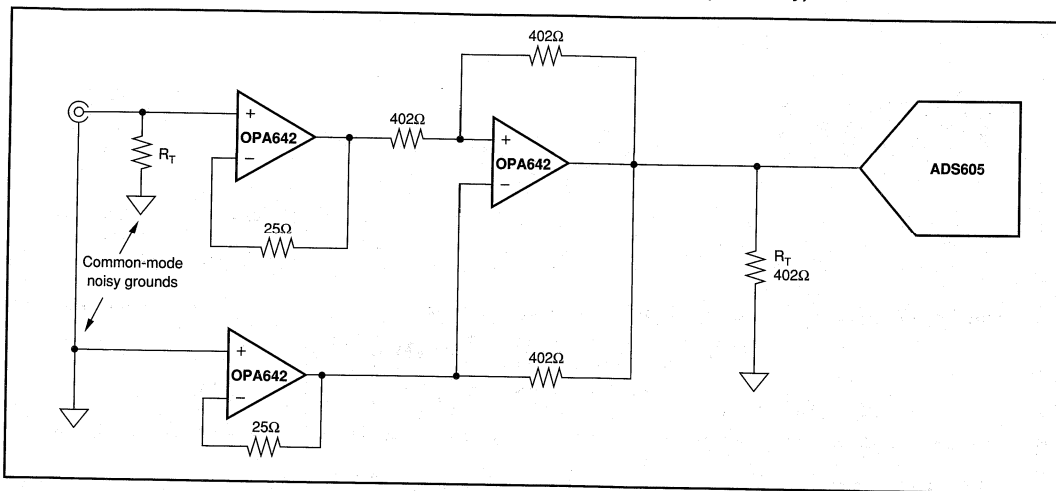 402Ω
+
OPA642
−
402Ω
+
OPA642
−
ADS605
R_T
25Ω
Common-mode
noisy grounds
R_T
402Ω
+
OPA642
−
402Ω
25Ω